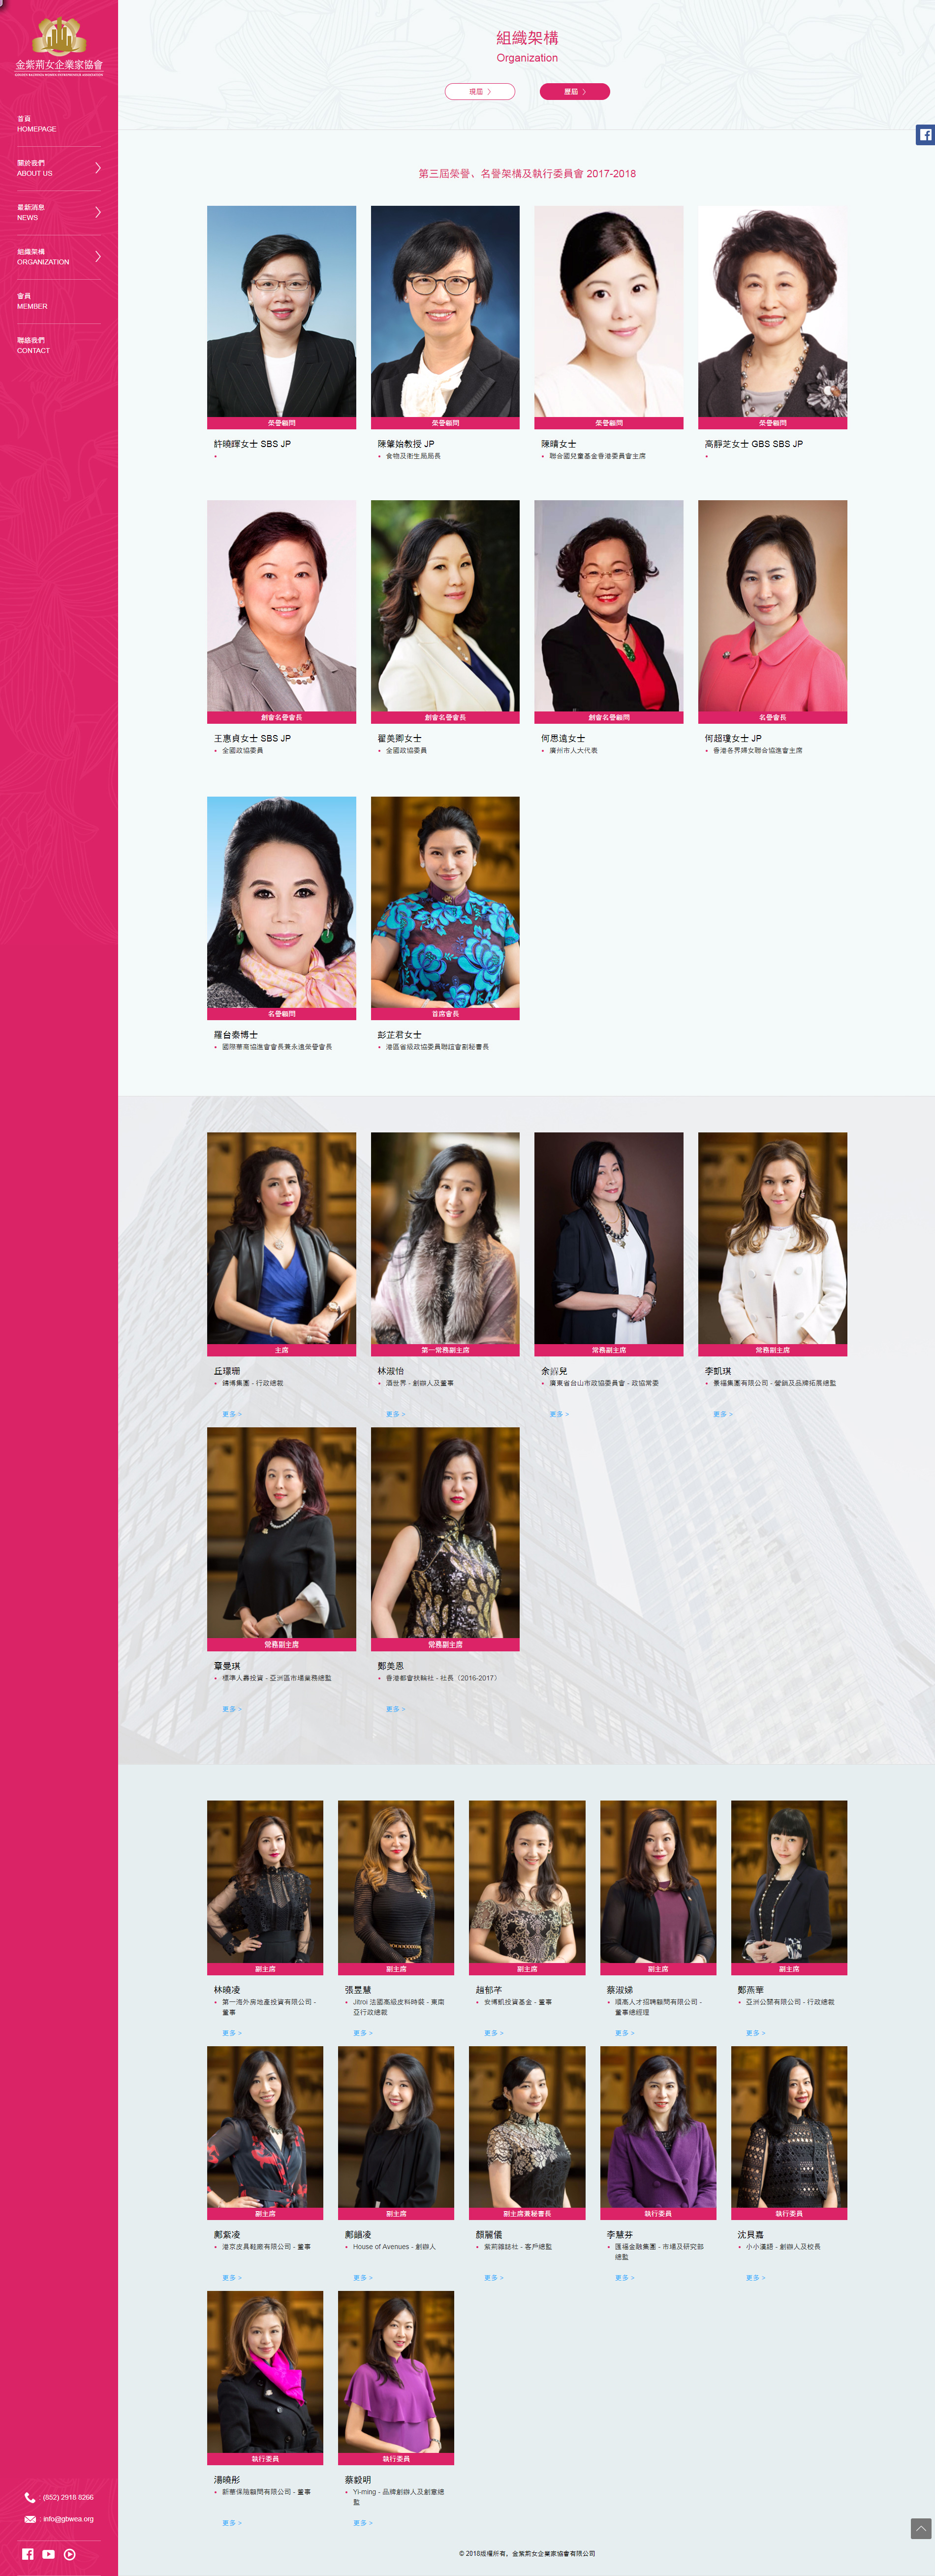 金紫荊女企業家協會
GOLDEN BAUHINIA WOMEN ENTREPRENEUR ASSOCIATION
首頁
HOMEPAGE
關於我們
ABOUT US
最新消息
NEWS
組織架構
ORGANIZATION
會員
MEMBER
聯絡我們
CONTACT
組織架構
Organization
現屆
歷屆
第三屆榮譽、名譽架構及執行委員會 2017-2018
榮譽顧問
榮譽顧問
榮譽顧問
榮譽顧問
許曉暉女士 SBS JP
陳肇始教授 JP
食物及衞生局局長
陳晴女士
聯合國兒童基金香港委員會主席
高靜芝女士 GBS SBS JP
創會名譽會長
創會名譽會長
創會名譽顧問
名譽會長
王惠貞女士 SBS JP
全國政協委員
翟美卿女士
全國政協委員
何思遠女士
廣州市人大代表
何超瓊女士 JP
香港各界婦女聯合協進會主席
名譽顧問
首席會長
羅台秦博士
國際華商協進會會長兼永遠榮譽會長
彭芷君女士
港區省級政協委員聯誼會副秘書長
主席
第一常務副主席
常務副主席
常務副主席
丘璟珊
鏞博集團 - 行政總裁
更多 >
林淑怡
酒世界 - 創辦人及董事
更多 >
余嘏兒
廣東省台山市政協委員會 - 政協常委
更多 >
李凱琪
景福集團有限公司 - 營銷及品牌拓展總監
更多 >
常務副主席
常務副主席
章曼琪
標準人壽投資 - 亞洲區市場業務總監
更多 >
鄭美恩
香港都會扶輪社 - 社長（2016-2017）
更多 >
副主席
副主席
副主席
副主席
副主席
林曉凌
第一海外房地產投資有限公司 -
董事
更多 >
張昱慧
Jitroi 法國高級皮料時裝 - 東南
亞行政總裁
更多 >
趙郁芩
安博凱投資基金 - 董事
更多 >
蔡淑娣
順高人才招聘顧問有限公司 -
董事總經理
更多 >
鄭燕華
亞洲公關有限公司 - 行政總裁
更多 >
副主席
副主席
副主席兼秘書長
執行委員
執行委員
鄭紫凌
港京皮具鞋廠有限公司 - 董事
更多 >
鄭韻凌
House of Avenues - 創辦人
更多 >
顏麗儀
紫荊雜誌社 - 客戶總監
更多 >
李慧芬
匯福金融集團 - 市場及研究部
總監
更多 >
沈貝嘉
小小漢語 - 創辦人及校長
更多 >
執行委員
執行委員
湯曉彤
新華保險顧問有限公司 - 董事
更多 >
蔡毅明
Yi-ming - 品牌創辦人及創意總
監
更多 >
: (852) 2918 8266
: info@gbwea.org
© 2018版權所有，金紫荊女企業家協會有限公司